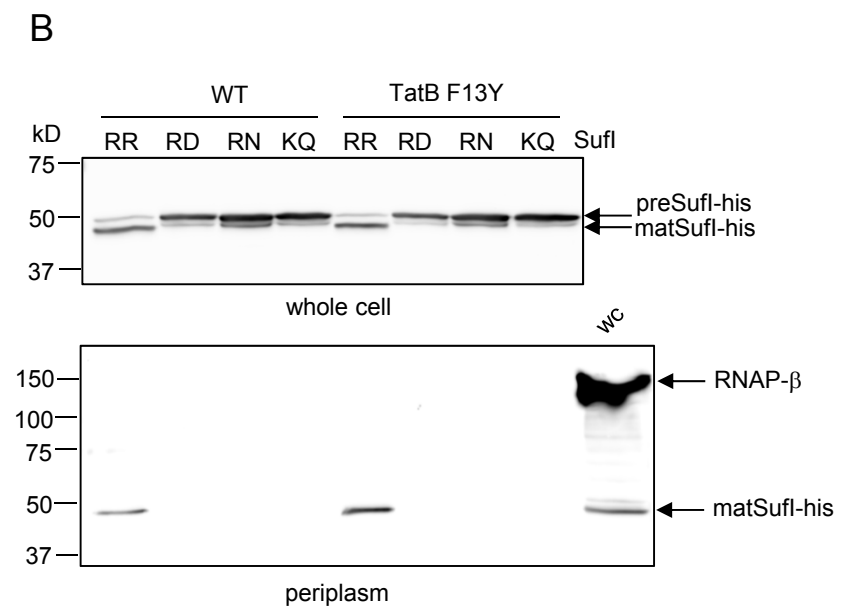 B
WT TatB F13Y
kD RR RD RN KQ RR RD RN KQ SufI
75
50
37
preSufI-his
matSufI-his
whole cell
wc
150
100
75
50
37
RNAP-β
matSufI-his
periplasm